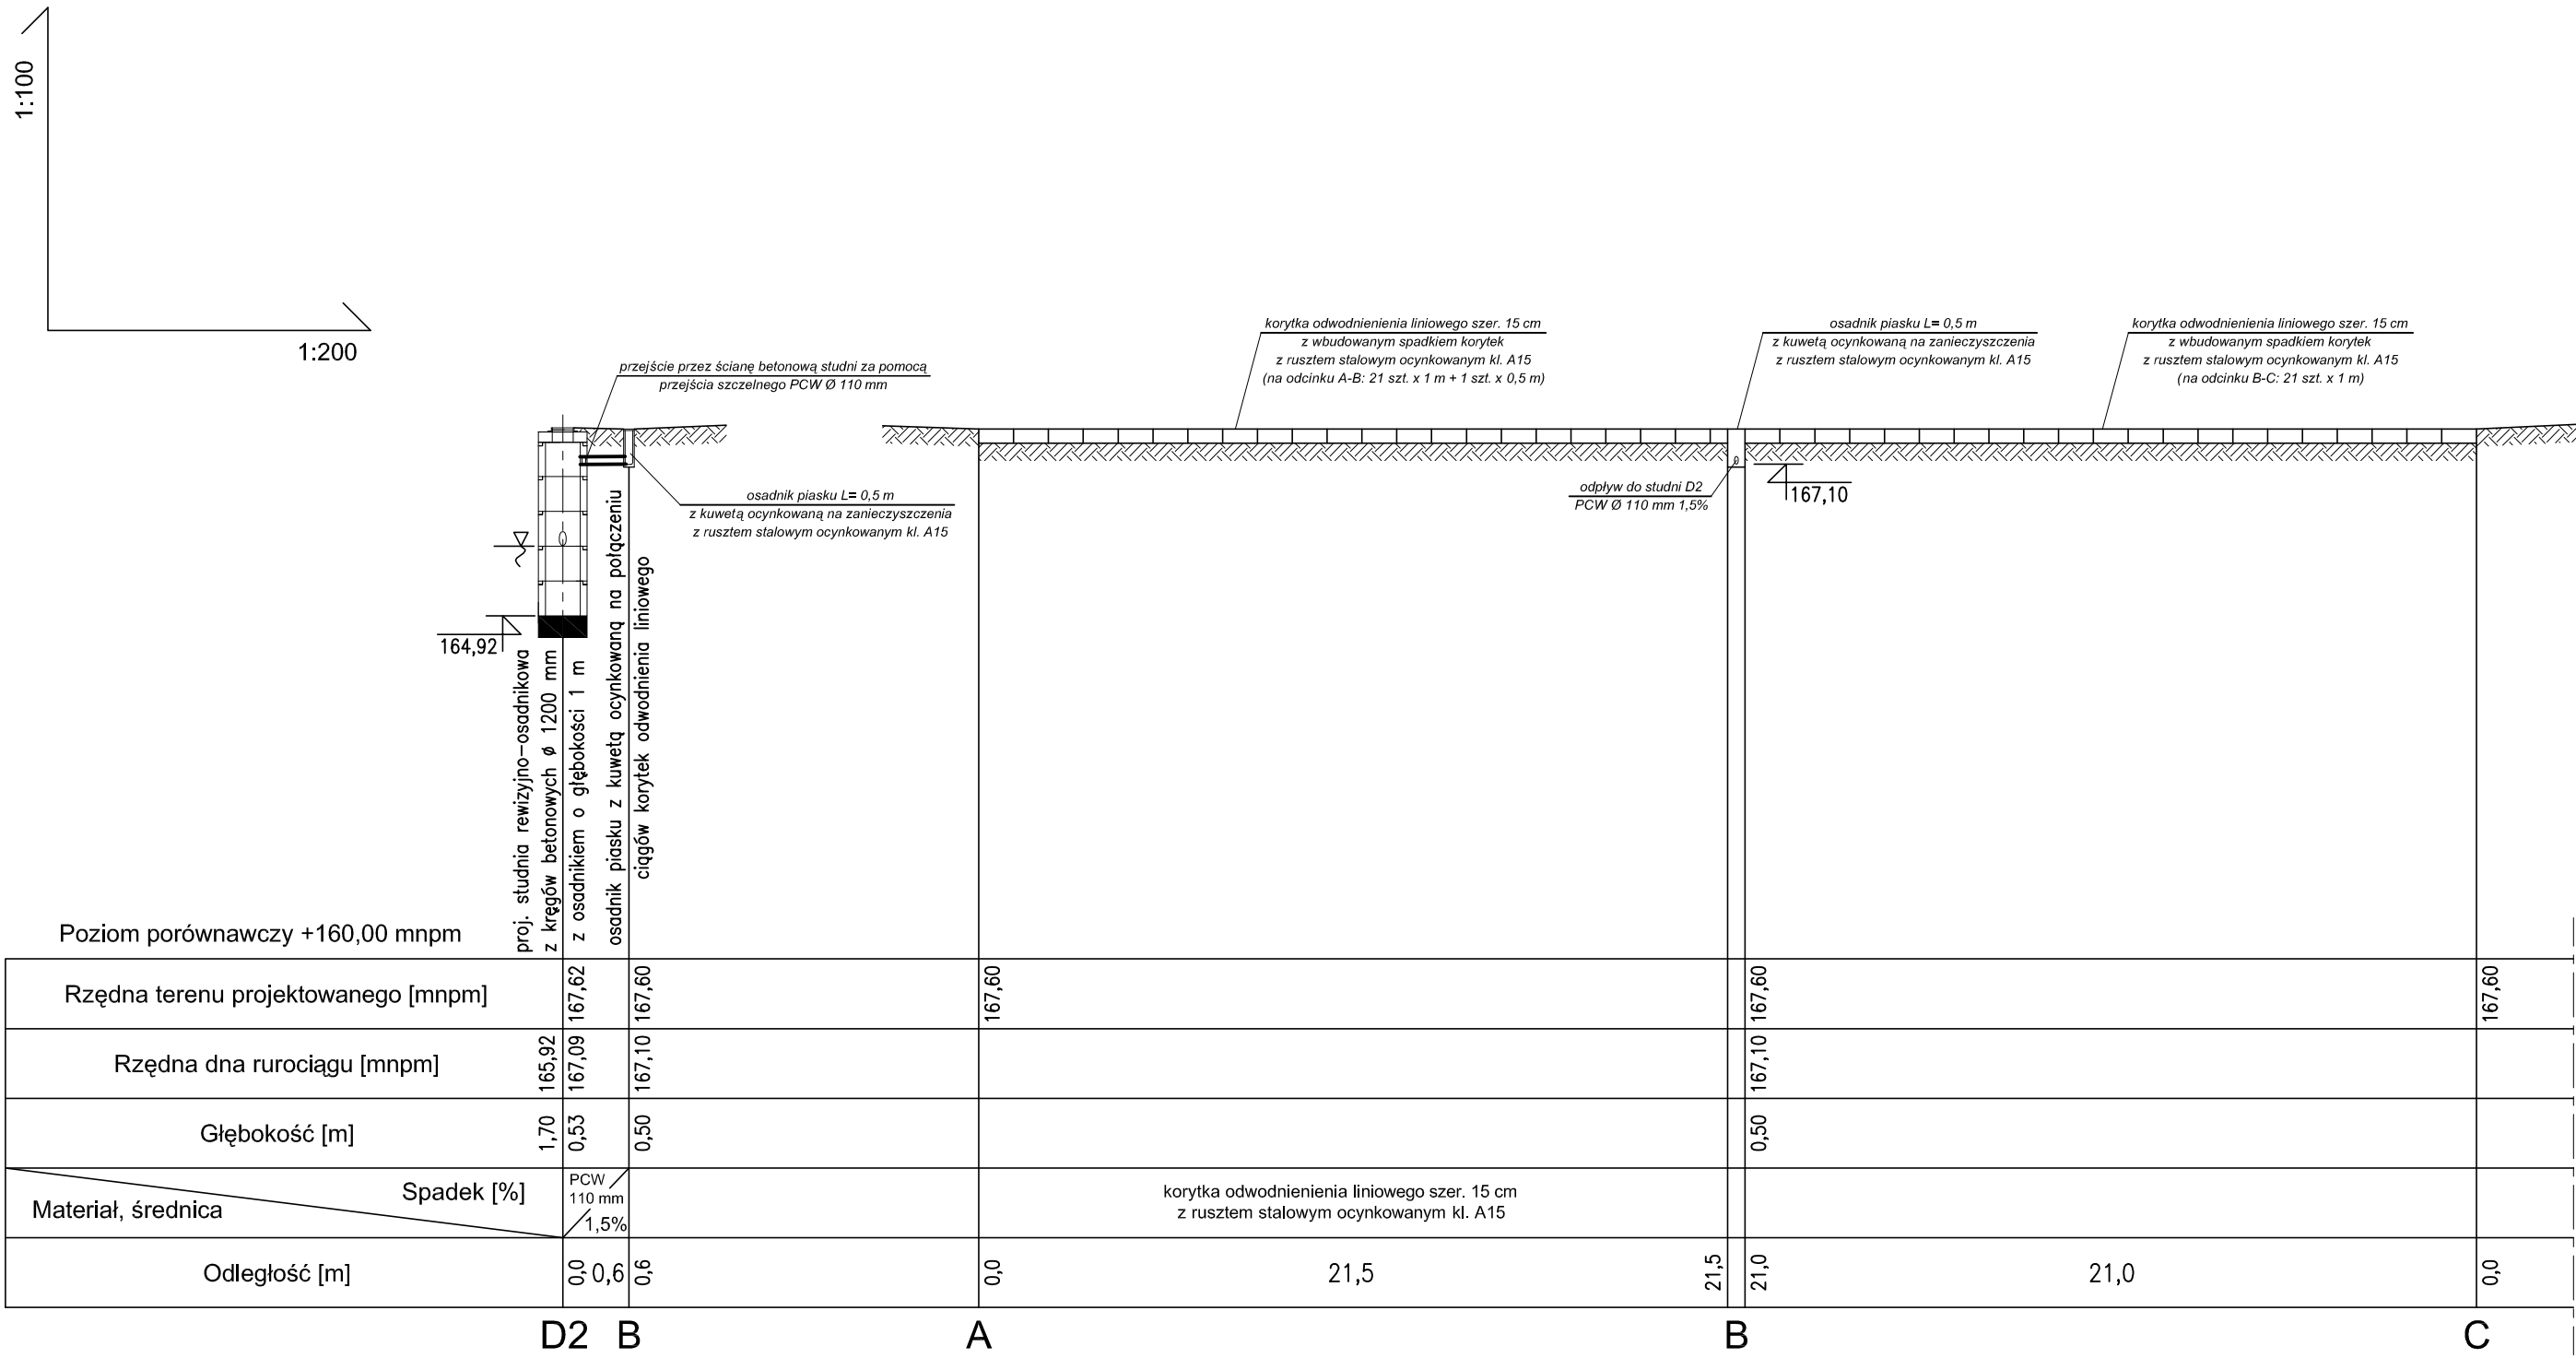 1:100
1:200
przejście przez ścianę betonową studni za pomocą
przejścia szczelnego PCW Ø 110 mm
korytka odwodnienienia liniowego szer. 15 cm
z wbudowanym spadkiem korytek
z rusztem stalowym ocynkowanym kl. A15
(na odcinku A-B: 21 szt. x 1 m + 1 szt. x 0,5 m)
osadnik piasku L= 0,5 m
z kuwetą ocynkowaną na zanieczyszczenia
z rusztem stalowym ocynkowanym kl. A15
korytka odwodnienienia liniowego szer. 15 cm
z wbudowanym spadkiem korytek
z rusztem stalowym ocynkowanym kl. A15
(na odcinku B-C: 21 szt. x 1 m)
osadnik piasku L= 0,5 m
z kuwetą ocynkowaną na zanieczyszczenia
z rusztem stalowym ocynkowanym kl. A15
odpływ do studni D2
PCW Ø 110 mm 1,5%
167,10
164,92
proj. studnia rewizyjno-osadnikowa
z kręgów betonowych ø 1200 mm
z osadnikiem o głębokości 1 m
osadnik piasku z kuwetą ocynkowaną na połączeniu
ciągów korytek odwodnienia liniowego
Poziom porównawczy +160,00 mnpm
Rzędna terenu projektowanego [mnpm]
167,62
167,60
167,60
167,60
167,60
Rzędna dna rurociągu [mnpm]
165,92
167,09
167,10
167,10
Głębokość [m]
1,70
0,53
0,50
0,50
Spadek [%]
Materiał, średnica
PCW
110 mm
1,5%
korytka odwodnienienia liniowego szer. 15 cm
z rusztem stalowym ocynkowanym kl. A15
Odległość [m]
0,0
0,6
0,6
0,0
21,5
21,5
21,0
21,0
0,0
D2
B
A
B
C